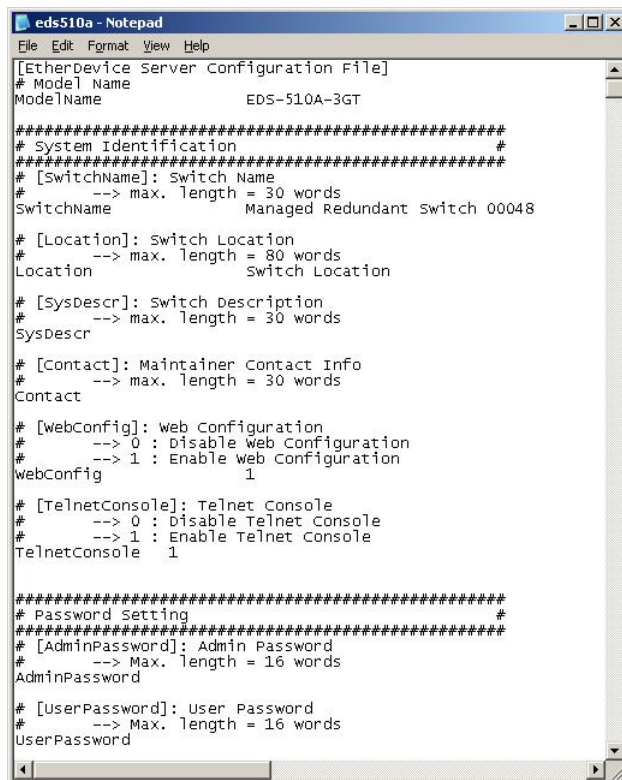 eds510a - Notepad
File Edit Format View Help
[EtherDevice Server Configuration File]
# Model Name
ModelName EDS-510A-3GT
###################################################
# System Identification #
###################################################
# [SwitchName]: Switch Name
# --> max. length = 30 words
SwitchName Managed Redundant Switch 00048
# [Location]: Switch Location
# --> max. length = 80 words
Location Switch Location
# [SysDescr]: Switch Description
# --> max. length = 30 words
SysDescr
# [Contact]: Maintainer Contact Info
# --> max. length = 30 words
Contact
# [WebConfig]: Web Configuration
# --> 0 : Disable Web Configuration
# --> 1 : Enable Web Configuration
WebConfig 1
# [TelnetConsole]: Telnet Console
# --> 0 : Disable Telnet Console
# --> 1 : Enable Telnet Console
TelnetConsole 1
###################################################
# Password Setting #
###################################################
# [AdminPassword]: Admin Password
# --> Max. length = 16 words
AdminPassword
# [UserPassword]: User Password
# --> Max. length = 16 words
UserPassword